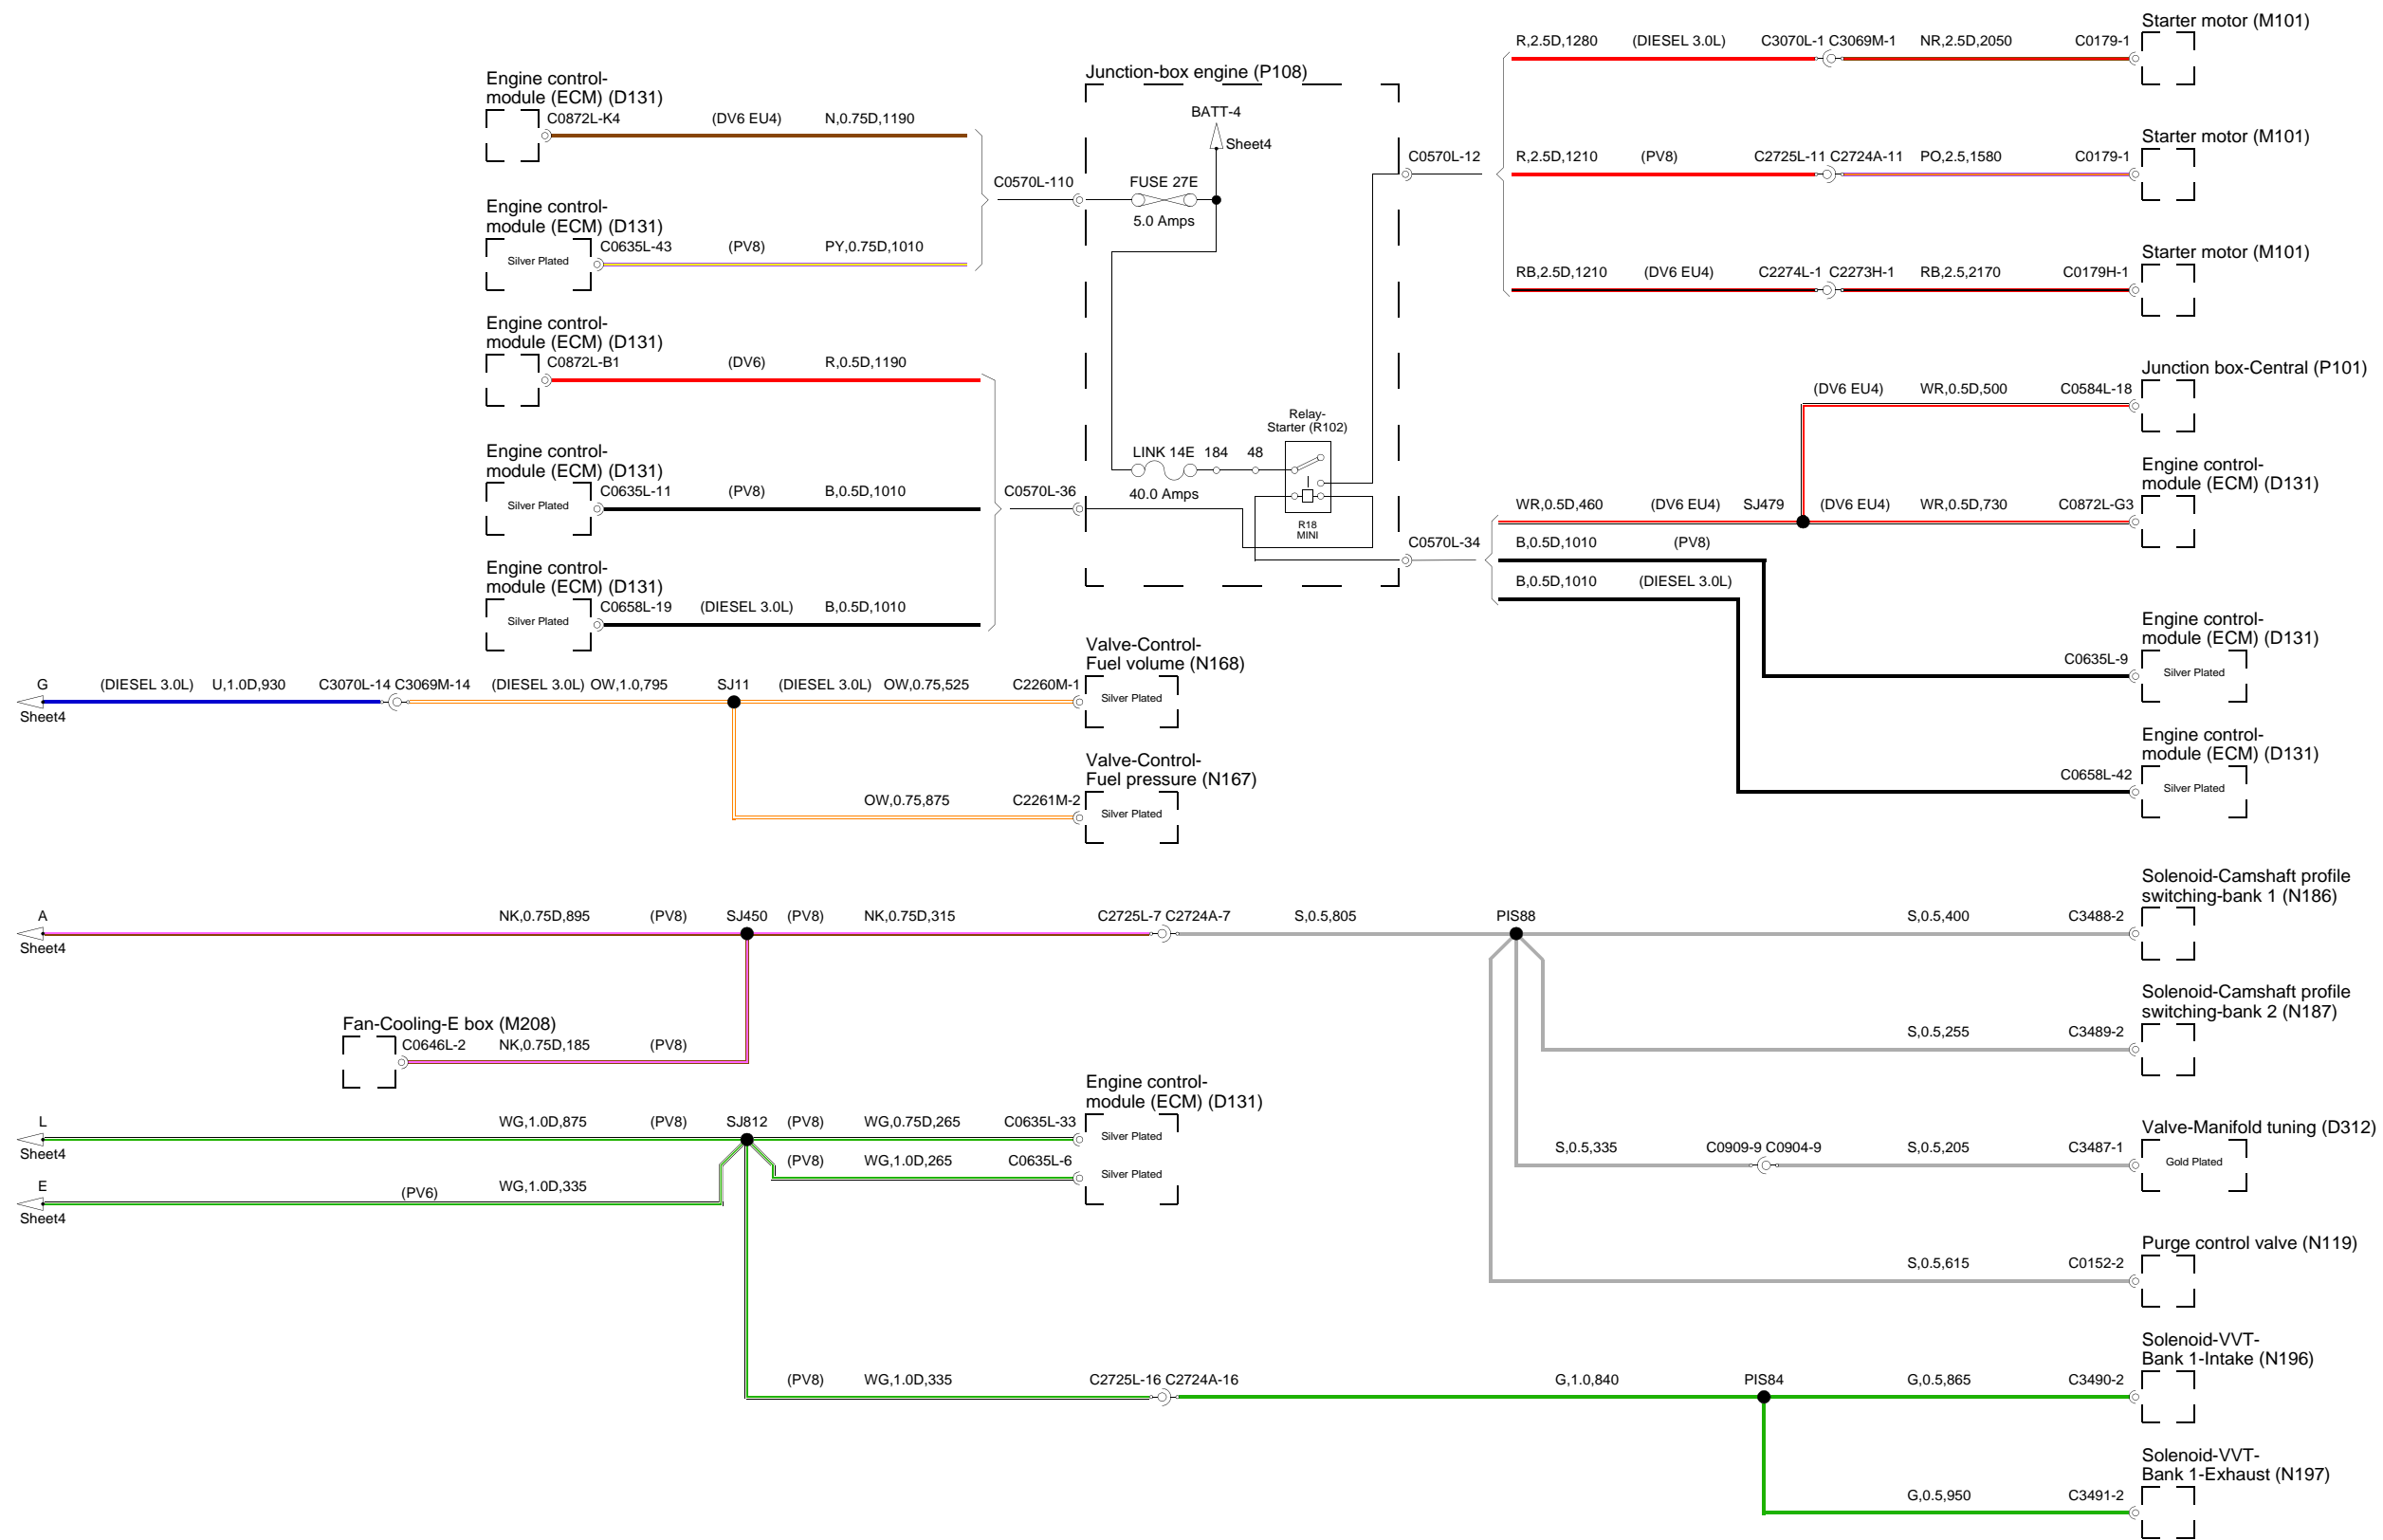 Starter motor (M101)
R,2.5D,1280 (DIESEL 3.0L) C3070L-1 C3069M-1 NR,2.5D,2050 C0179-1
Engine control-
module (ECM) (D131)
C0872L-K4 (DV6 EU4) N,0.75D,1190
Engine control-
module (ECM) (D131)
Silver Plated
C0635L-43 (PV8) PY,0.75D,1010
C0570L-110
Junction-box engine (P108)
BATT-4
Sheet4
FUSE 27E
5.0 Amps
C0570L-12
Starter motor (M101)
R,2.5D,1210 (PV8) C2725L-11 C2724A-11 PO,2.5,1580 C0179-1
Starter motor (M101)
RB,2.5D,1210 (DV6 EU4) C2274L-1 C2273H-1 RB,2.5,2170 C0179H-1
Engine control-
module (ECM) (D131)
C0872L-B1 (DV6) R,0.5D,1190
Engine control-
module (ECM) (D131)
Silver Plated
C0635L-11 (PV8) B,0.5D,1010
C0570L-36
Engine control-
module (ECM) (D131)
Silver Plated
C0658L-19 (DIESEL 3.0L) B,0.5D,1010
Relay-
Starter (R102)
LINK 14E 184 48
40.0 Amps
R18
MINI
C0570L-34
Junction box-Central (P101)
(DV6 EU4) WR,0.5D,500 C0584L-18
Engine control-
module (ECM) (D131)
WR,0.5D,460 (DV6 EU4) SJ479 (DV6 EU4) WR,0.5D,730 C0872L-G3
B,0.5D,1010 (PV8)
B,0.5D,1010 (DIESEL 3.0L)
Engine control-
module (ECM) (D131)
C0635L-9
Silver Plated
Engine control-
module (ECM) (D131)
C0658L-42
Silver Plated
Valve-Control-
Fuel volume (N168)
G (DIESEL 3.0L) U,1.0D,930 C3070L-14 C3069M-14 (DIESEL 3.0L) OW,1.0,795 SJ11 (DIESEL 3.0L) OW,0.75,525 C2260M-1
Silver Plated
Sheet4
Valve-Control-
Fuel pressure (N167)
OW,0.75,875 C2261M-2
Silver Plated
Solenoid-Camshaft profile
switching-bank 1 (N186)
A NK,0.75D,895 (PV8) SJ450 (PV8) NK,0.75D,315 C2725L-7 C2724A-7 S,0.5,805 PIS88 S,0.5,400 C3488-2
Sheet4
Solenoid-Camshaft profile
switching-bank 2 (N187)
S,0.5,255 C3489-2
Fan-Cooling-E box (M208)
C0646L-2 NK,0.75D,185 (PV8)
Engine control-
module (ECM) (D131)
L WG,1.0D,875 (PV8) SJ812 (PV8) WG,0.75D,265 C0635L-33
Silver Plated
Sheet4
(PV8) WG,1.0D,265 C0635L-6
Silver Plated
E (PV6) WG,1.0D,335
Sheet4
Valve-Manifold tuning (D312)
S,0.5,335 C0909-9 C0904-9 S,0.5,205 C3487-1
Gold Plated
Purge control valve (N119)
S,0.5,615 C0152-2
Solenoid-VVT-
Bank 1-Intake (N196)
(PV8) WG,1.0D,335 C2725L-16 C2724A-16 G,1.0,840 PIS84 G,0.5,865 C3490-2
Solenoid-VVT-
Bank 1-Exhaust (N197)
G,0.5,950 C3491-2